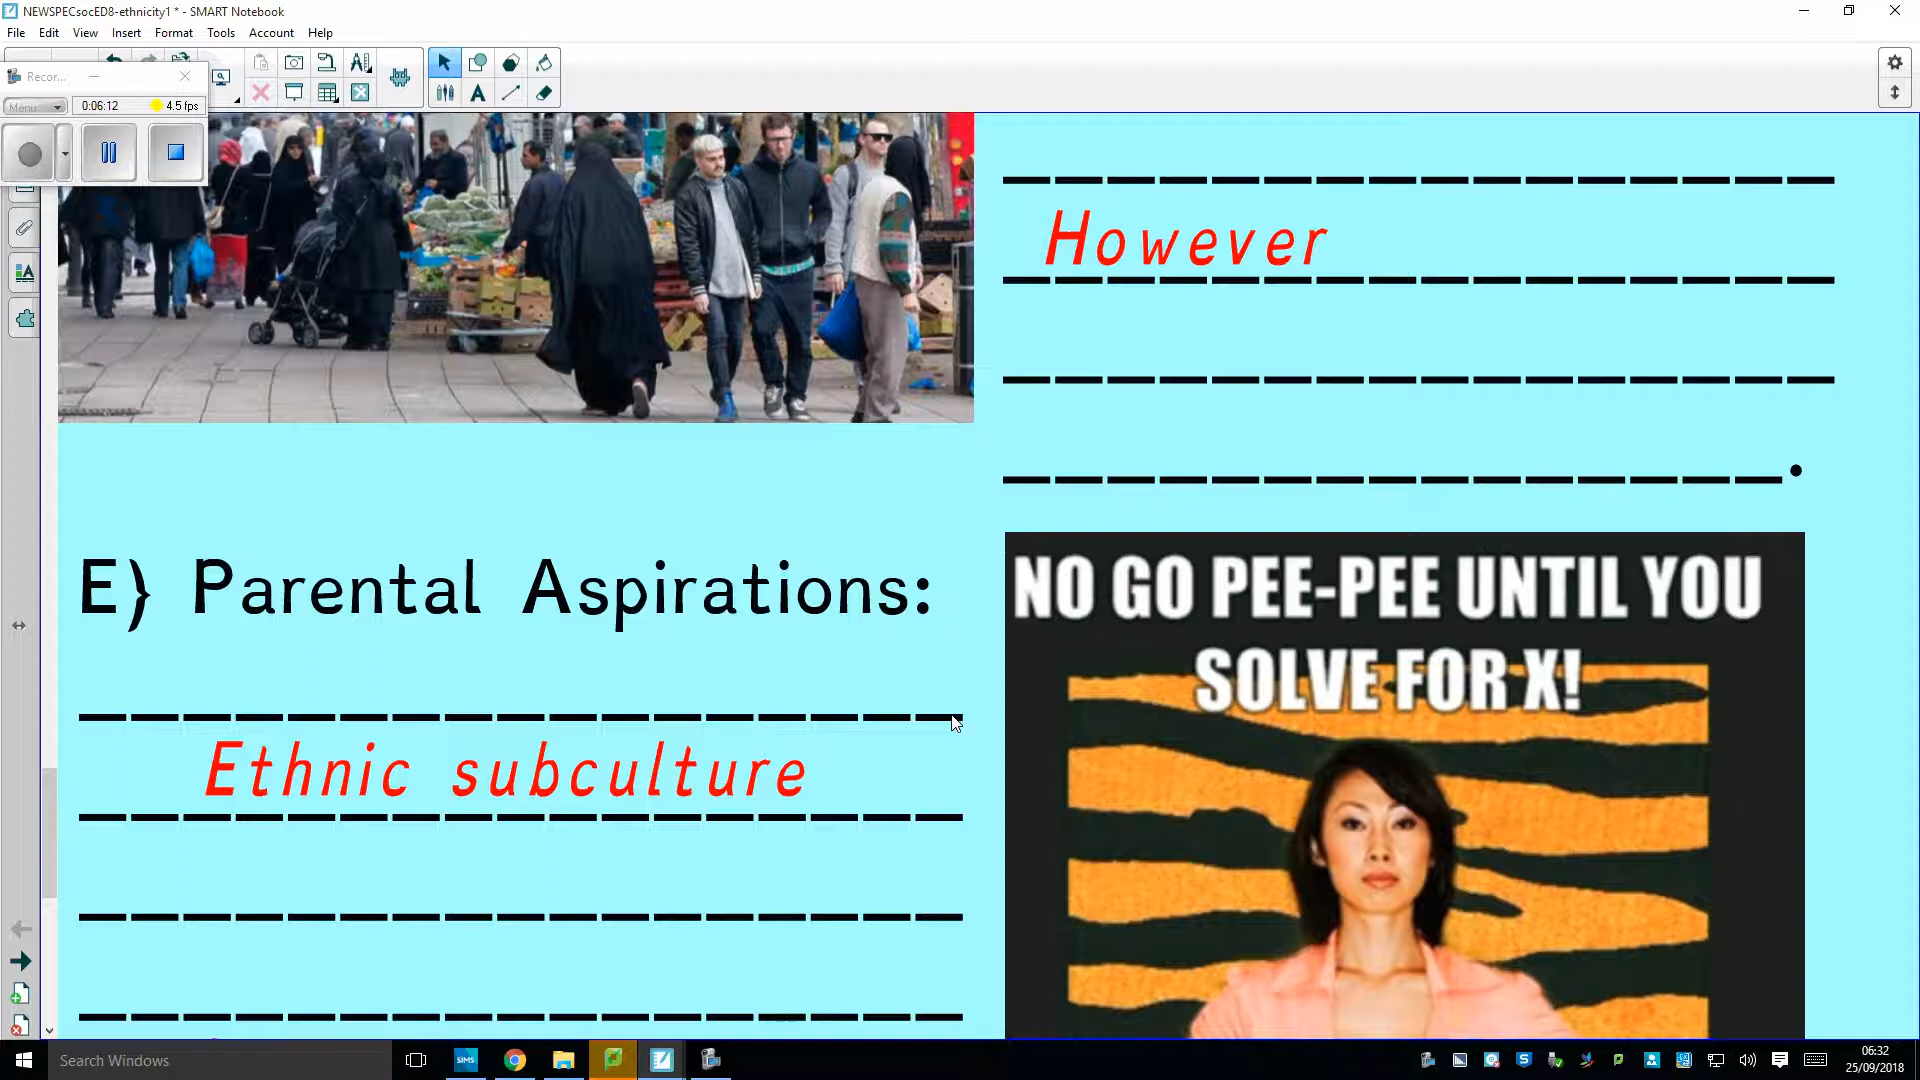 NEWSPECsocED8-ethnicity1 * - SMART Notebook
File Edit View Insert Format Tools Account Help
Recor...
Menu 0:06:12 4.5 fps
However
E) Parental Aspirations:
Ethnic subculture
NO GO PEE-PEE UNTIL YOU
SOLVE FOR X!
Search Windows
SIMS
06:32
25/09/2018